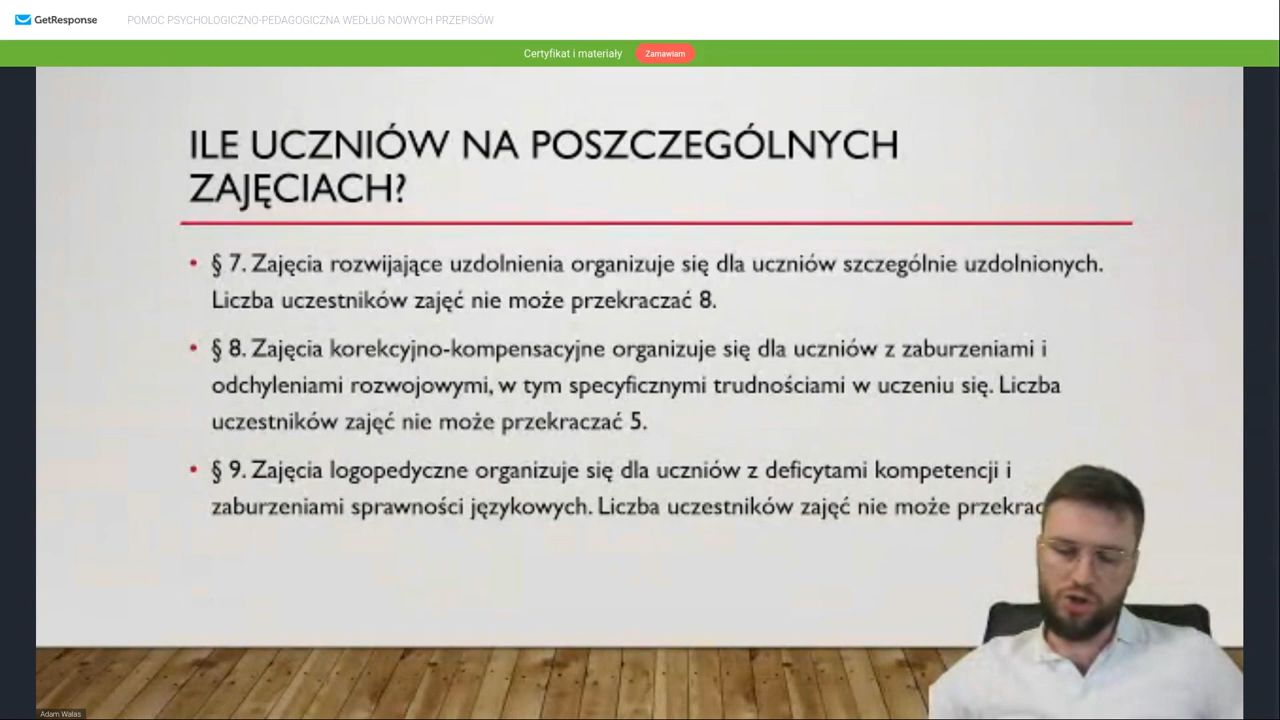 GetResponse
POMOC PSYCHOLOGICZNO-PEDAGOGICZNA WEDŁUG NOWYCH PRZEPISÓW
Certyfikat i materiały
Zamawiam
ILE UCZNIÓW NA POSZCZEGÓLNYCH
ZAJĘCIACH?
• § 7. Zajęcia rozwijające uzdolnienia organizuje się dla uczniów szczególnie uzdolnionych.
Liczba uczestników zajęć nie może przekraczać 8.
• § 8. Zajęcia korekcyjno-kompensacyjne organizuje się dla uczniów z zaburzeniami i
odchyleniami rozwojowymi, w tym specyficznymi trudnościami w uczeniu się. Liczba
uczestników zajęć nie może przekraczać 5.
• § 9. Zajęcia logopedyczne organizuje się dla uczniów z deficytami kompetencji i
zaburzeniami sprawności językowych. Liczba uczestników zajęć nie może
Adam Walas